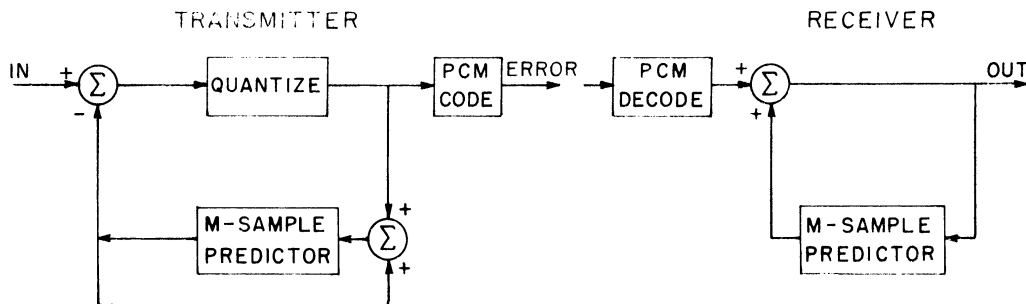 TRANSMITTER
RECEIVER
IN
+
Σ
-
QUANTIZE
PCM
CODE
ERROR
PCM
DECODE
+
Σ
+
OUT
M-SAMPLE
PREDICTOR
+
Σ
+
M-SAMPLE
PREDICTOR